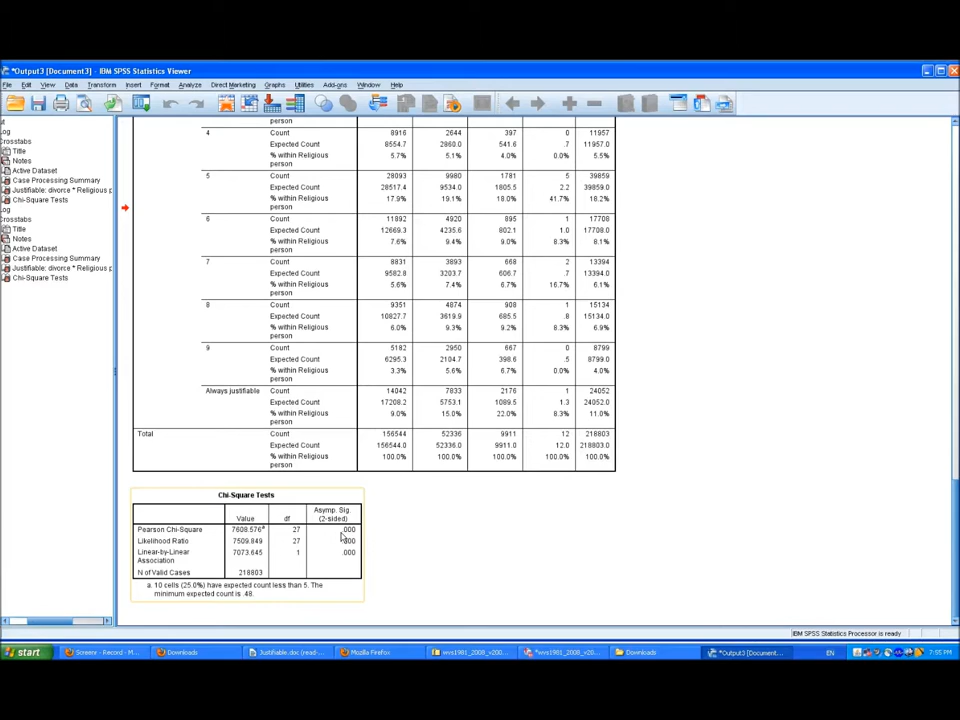 *Output3 [Document3] - IBM SPSS Statistics Viewer
File Edit View Data Transform Insert Format Analyze Direct Marketing Graphs Utilities Add-ons Window Help
ut
Log
Crosstabs
Title
Notes
Active Dataset
Case Processing Summary
Justifiable: divorce * Religious p
Chi-Square Tests
Log
Crosstabs
Title
Notes
Active Dataset
Case Processing Summary
Justifiable: divorce * Religious p
Chi-Square Tests
person
4 Count 8916 2644 397 0 11957
Expected Count 8554.7 2860.0 541.6 .7 11957.0
% within Religious 5.7% 5.1% 4.0% 0.0% 5.5%
person
5 Count 28093 9980 1781 5 39859
Expected Count 28517.4 9534.0 1805.5 2.2 39859.0
% within Religious 17.9% 19.1% 18.0% 41.7% 18.2%
person
6 Count 11892 4920 895 1 17708
Expected Count 12669.3 4235.6 802.1 1.0 17708.0
% within Religious 7.6% 9.4% 9.0% 8.3% 8.1%
person
7 Count 8831 3893 668 2 13394
Expected Count 9582.8 3203.7 606.7 .7 13394.0
% within Religious 5.6% 7.4% 6.7% 16.7% 6.1%
person
8 Count 9351 4874 908 1 15134
Expected Count 10827.7 3619.9 685.5 .8 15134.0
% within Religious 6.0% 9.3% 9.2% 8.3% 6.9%
person
9 Count 5182 2950 667 0 8799
Expected Count 6295.3 2104.7 398.6 .5 8799.0
% within Religious 3.3% 5.6% 6.7% 0.0% 4.0%
person
Always justifiable Count 14042 7833 2176 1 24052
Expected Count 17208.2 5753.1 1089.5 1.3 24052.0
% within Religious 9.0% 15.0% 22.0% 8.3% 11.0%
person
Total Count 156544 52336 9911 12 218803
Expected Count 156544.0 52336.0 9911.0 12.0 218803.0
% within Religious 100.0% 100.0% 100.0% 100.0% 100.0%
person
Chi-Square Tests
Value df Asymp. Sig. (2-sided)
Pearson Chi-Square 7608.576a 27 .000
Likelihood Ratio 7509.849 27 .000
Linear-by-Linear Association 7073.645 1 .000
N of Valid Cases 218803
a. 10 cells (25.0%) have expected count less than 5. The
minimum expected count is .48.
IBM SPSS Statistics Processor is ready
start Screenr - Record - M... Downloads Justifiable.doc (read-... Mozilla Firefox wvs1981_2008_v200... *wvs1981_2008_v20... Downloads *Output3 [Document... EN 7:55 PM